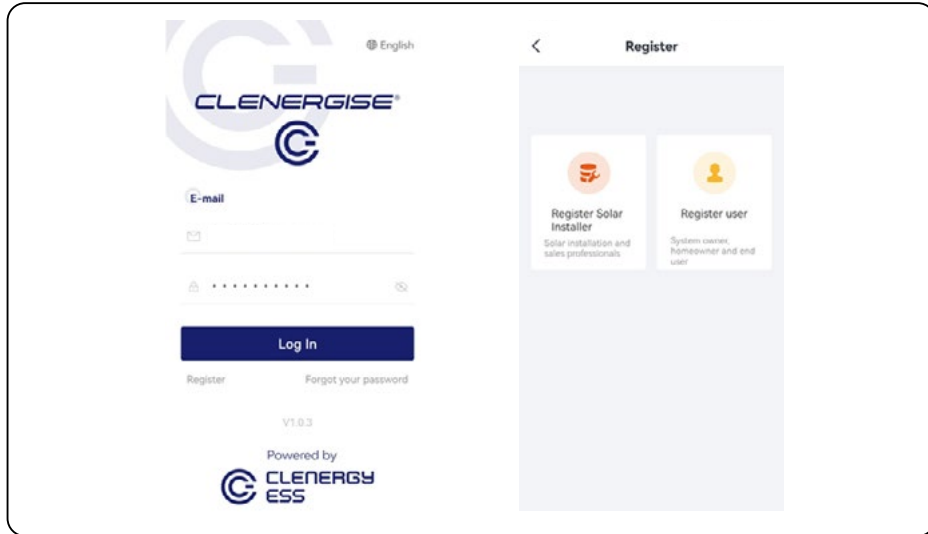 English
CLENERGISE®
E-mail
••••••••••
Log In
Register
Forgot your password
V1.0.3
Powered by
CLENERGY
ESS
Register
Register Solar
Installer
Solar installation and
sales professionals
Register user
System owner,
homeowner and end
user